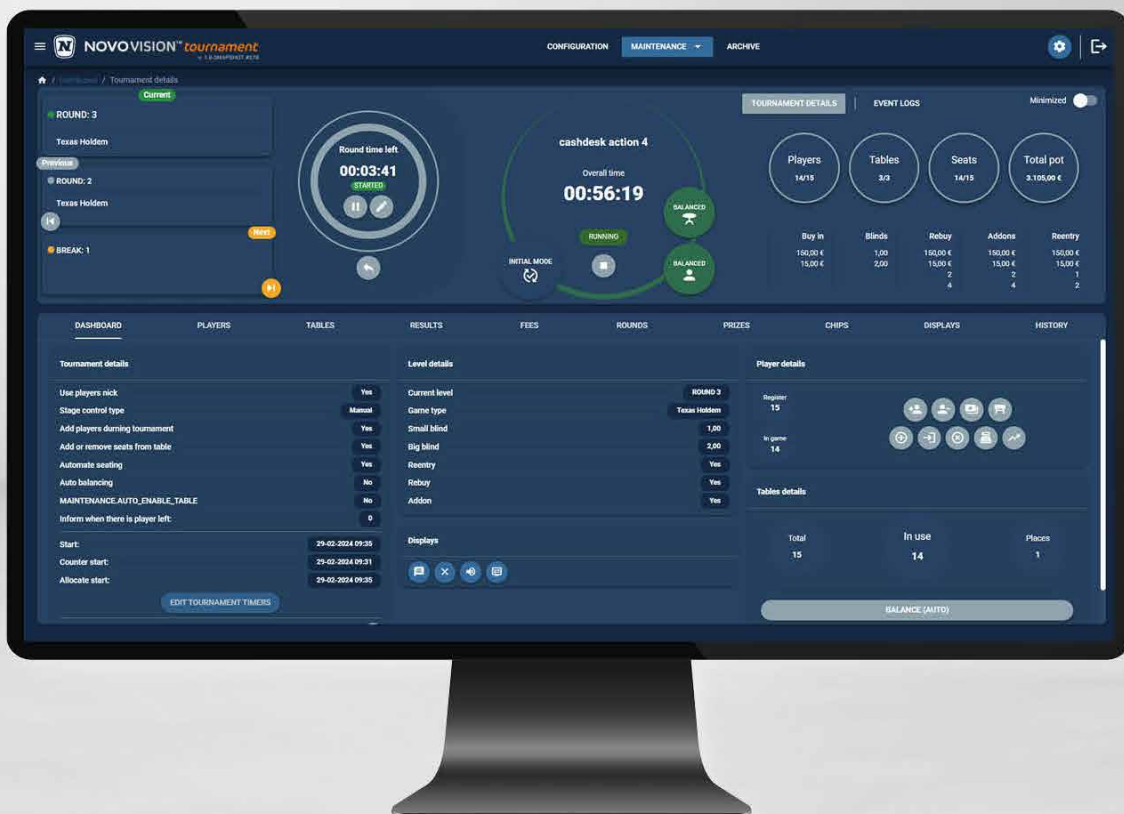 NOVOVISION™ tournament
CONFIGURATION
MAINTENANCE
ARCHIVE
/ Tournament details
Current
ROUND: 3
Texas Holdem
Previous
ROUND: 2
Texas Holdem
Next
BREAK: 1
Round time left
00:03:41
STARTED
cashdesk action 4
Overall time
00:56:19
RUNNING
INITIAL MODE
BALANCED
BALANCED
TOURNAMENT DETAILS
EVENT LOGS
Minimized
Players
14/15
Tables
3/3
Seats
14/15
Total pot
3.105,00 €
Buy in Blinds Rebuy Addons Reentry
150,00 € 1,00 150,00 € 150,00 € 150,00 €
15,00 € 2,00 15,00 € 15,00 € 15,00 €
2 2 1
4 4 2
DASHBOARD PLAYERS TABLES RESULTS FEES ROUNDS PRIZES CHIPS DISPLAYS HISTORY
Tournament details
Use players nick Yes
Stage control type Manual
Add players durning tournament Yes
Add or remove seats from table Yes
Automate seating Yes
Auto balancing No
MAINTENANCE.AUTO_ENABLE_TABLE No
Inform when there is player left: 0
Start: 29-02-2024 09:35
Counter start: 29-02-2024 09:31
Allocate start: 29-02-2024 09:35
EDIT TOURNAMENT TIMERS
Level details
Current level ROUND 3
Game type Texas Holdem
Small blind 1,00
Big blind 2,00
Reentry Yes
Rebuy Yes
Addon Yes
Displays
Player details
Register
15
In game
14
Tables details
Total
15
In use
14
Places
1
BALANCE (AUTO)